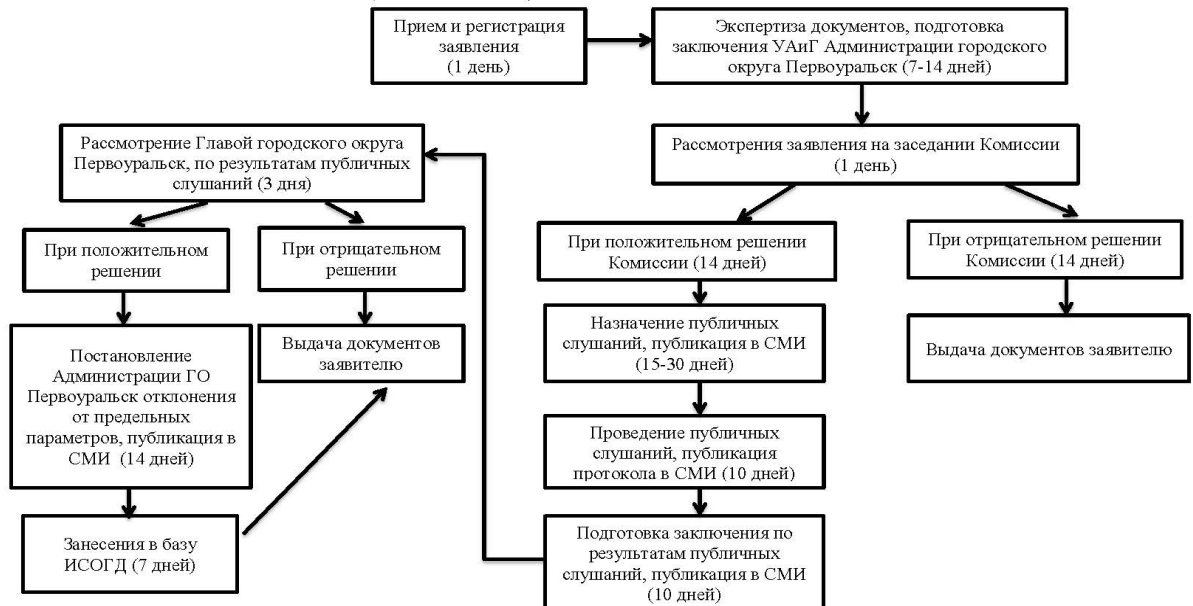 Прием и регистрация
заявления
(1 день)
Экспертиза документов, подготовка
заключения УАиГ Администрации городского
округа Первоуральск (7-14 дней)
Рассмотрения заявления на заседании Комиссии
(1 день)
При положительном решении
Комиссии (14 дней)
При отрицательном решении
Комиссии (14 дней)
Назначение публичных
слушаний, публикация в СМИ
(15-30 дней)
Выдача документов заявителю
Проведение публичных
слушаний, публикация
протокола в СМИ (10 дней)
Подготовка заключения по
результатам публичных
слушаний, публикация в СМИ
(10 дней)
Рассмотрение Главой городского округа
Первоуральск, по результатам публичных
слушаний (3 дня)
При положительном
решении
При отрицательном
решении
Постановление
Администрации ГО
Первоуральск отклонения
от предельных
параметров, публикация в
СМИ (14 дней)
Выдача документов
заявителю
Занесения в базу
ИСОГД (7 дней)